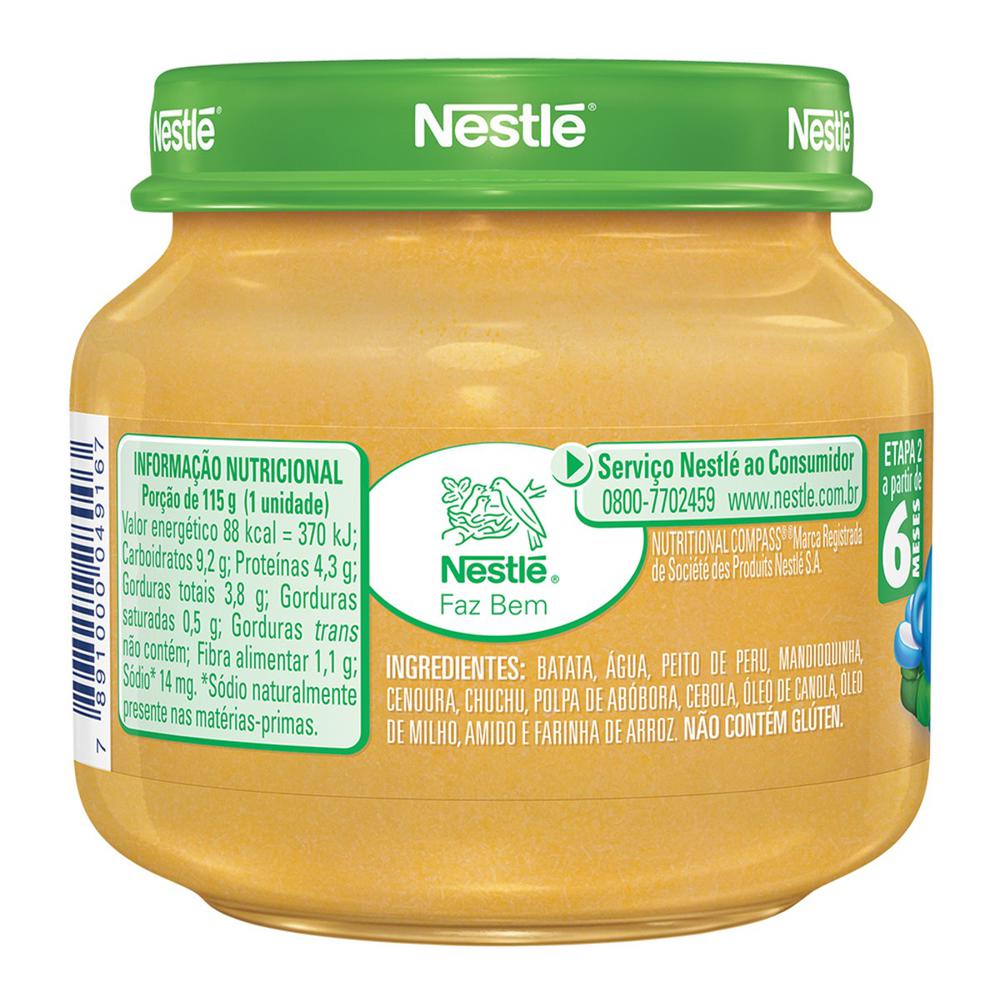 Nestlé®
Nestlé®
Nestlé
7 891000 049167
INFORMAÇÃO NUTRICIONAL
Porção de 115 g (1 unidade)
Valor energético 88 kcal = 370 kJ;
Carboidratos 9,2 g; Proteínas 4,3 g;
Gorduras totais 3,8 g; Gorduras
saturadas 0,5 g; Gorduras trans
não contém; Fibra alimentar 1,1 g;
Sódio* 14 mg. *Sódio naturalmente
presente nas matérias-primas.
Nestlé®
Faz Bem
Serviço Nestlé ao Consumidor
0800-7702459 www.nestle.com.br
NUTRITIONAL COMPASS® ®Marca Registrada
de Société des Produits Nestlé S.A.
INGREDIENTES: BATATA, ÁGUA, PEITO DE PERU, MANDIOQUINHA,
CENOURA, CHUCHU, POLPA DE ABÓBORA, CEBOLA, ÓLEO DE CANOLA, ÓLEO
DE MILHO, AMIDO E FARINHA DE ARROZ. NÃO CONTÉM GLÚTEN.
ETAPA 2
a partir de
6 MESES